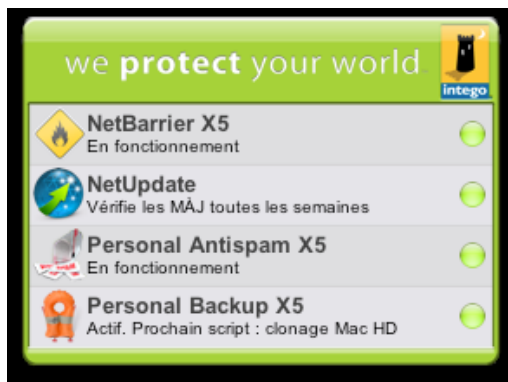 we protect your world
intego
NetBarrier X5
En fonctionnement
NetUpdate
Vérifie les MÀJ toutes les semaines
Personal Antispam X5
En fonctionnement
Personal Backup X5
Actif. Prochain script : clonage Mac HD